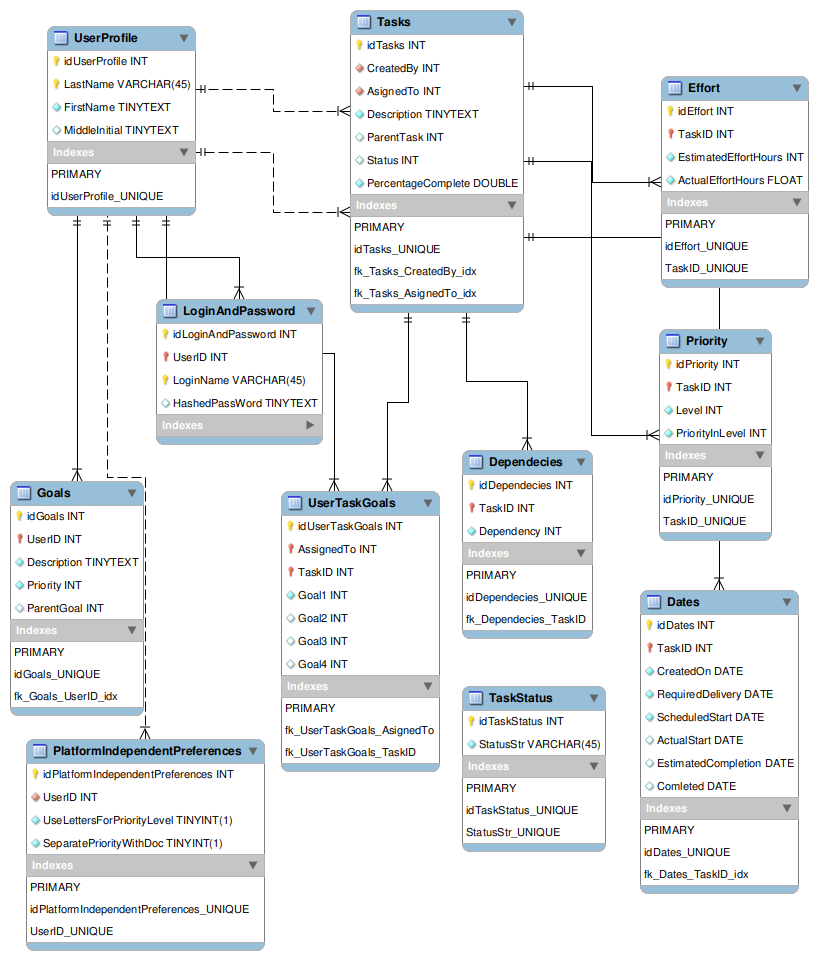 UserProfile
idUserProfile INT
LastName VARCHAR(45)
FirstName TINYTEXT
MiddleInitial TINYTEXT
Indexes
PRIMARY
idUserProfile_UNIQUE
Tasks
idTasks INT
CreatedBy INT
AsignedTo INT
Description TINYTEXT
ParentTask INT
Status INT
PercentageComplete DOUBLE
Indexes
PRIMARY
idTasks_UNIQUE
fk_Tasks_CreatedBy_idx
fk_Tasks_AsignedTo_idx
Effort
idEffort INT
TaskID INT
EstimatedEffortHours INT
ActualEffortHours FLOAT
Indexes
PRIMARY
idEffort_UNIQUE
TaskID_UNIQUE
LoginAndPassword
idLoginAndPassword INT
UserID INT
LoginName VARCHAR(45)
HashedPassWord TINYTEXT
Indexes
Priority
idPriority INT
TaskID INT
Level INT
PriorityInLevel INT
Indexes
PRIMARY
idPriority_UNIQUE
TaskID_UNIQUE
Goals
idGoals INT
UserID INT
Description TINYTEXT
Priority INT
ParentGoal INT
Indexes
PRIMARY
idGoals_UNIQUE
fk_Goals_UserID_idx
UserTaskGoals
idUserTaskGoals INT
AssignedTo INT
TaskID INT
Goal1 INT
Goal2 INT
Goal3 INT
Goal4 INT
Indexes
PRIMARY
fk_UserTaskGoals_AsignedTo
fk_UserTaskGoals_TaskID
Dependecies
idDependecies INT
TaskID INT
Dependency INT
Indexes
PRIMARY
idDependecies_UNIQUE
fk_Dependecies_TaskID
Dates
idDates INT
TaskID INT
CreatedOn DATE
RequiredDelivery DATE
ScheduledStart DATE
ActualStart DATE
EstimatedCompletion DATE
Comleted DATE
Indexes
PRIMARY
idDates_UNIQUE
fk_Dates_TaskID_idx
TaskStatus
idTaskStatus INT
StatusStr VARCHAR(45)
Indexes
PRIMARY
idTaskStatus_UNIQUE
StatusStr_UNIQUE
PlatformIndependentPreferences
idPlatformIndependentPreferences INT
UserID INT
UseLettersForPriorityLevel TINYINT(1)
SeparatePriorityWithDoc TINYINT(1)
Indexes
PRIMARY
idPlatformIndependentPreferences_UNIQUE
UserID_UNIQUE